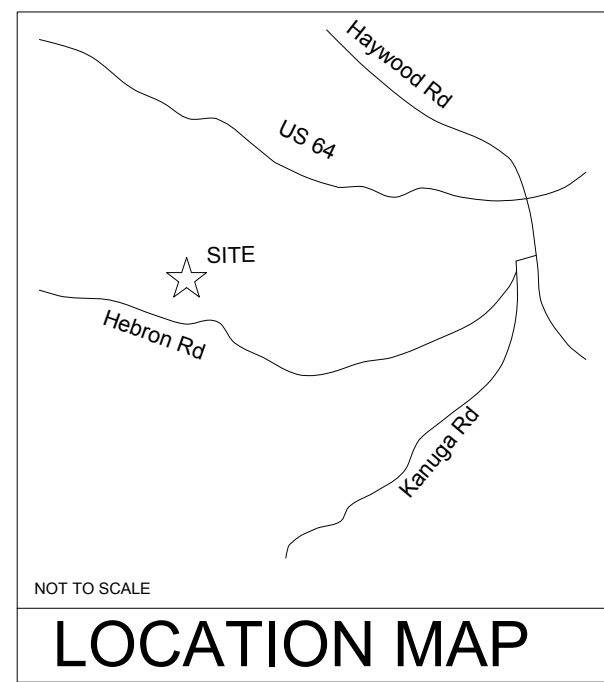 Haywood Rd
US 64
SITE
Hebron Rd
Kanuga Rd
NOT TO SCALE
LOCATION MAP